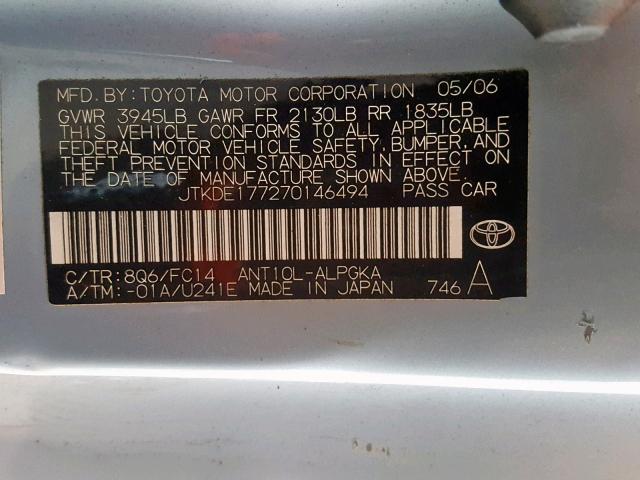 MFD. BY: TOYOTA MOTOR CORPORATION 05/06
GVWR 3945LB GAWR FR 2130LB RR 1835LB
THIS VEHICLE CONFORMS TO ALL APPLICABLE
FEDERAL MOTOR VEHICLE SAFETY, BUMPER, AND
THEFT PREVENTION STANDARDS IN EFFECT ON
THE DATE OF MANUFACTURE SHOWN ABOVE.
JTKDE177270146494 PASS CAR
C/TR: 8Q6/FC14 ANT10L-ALPGKA
A/TM: -01A/U241E MADE IN JAPAN 746 A